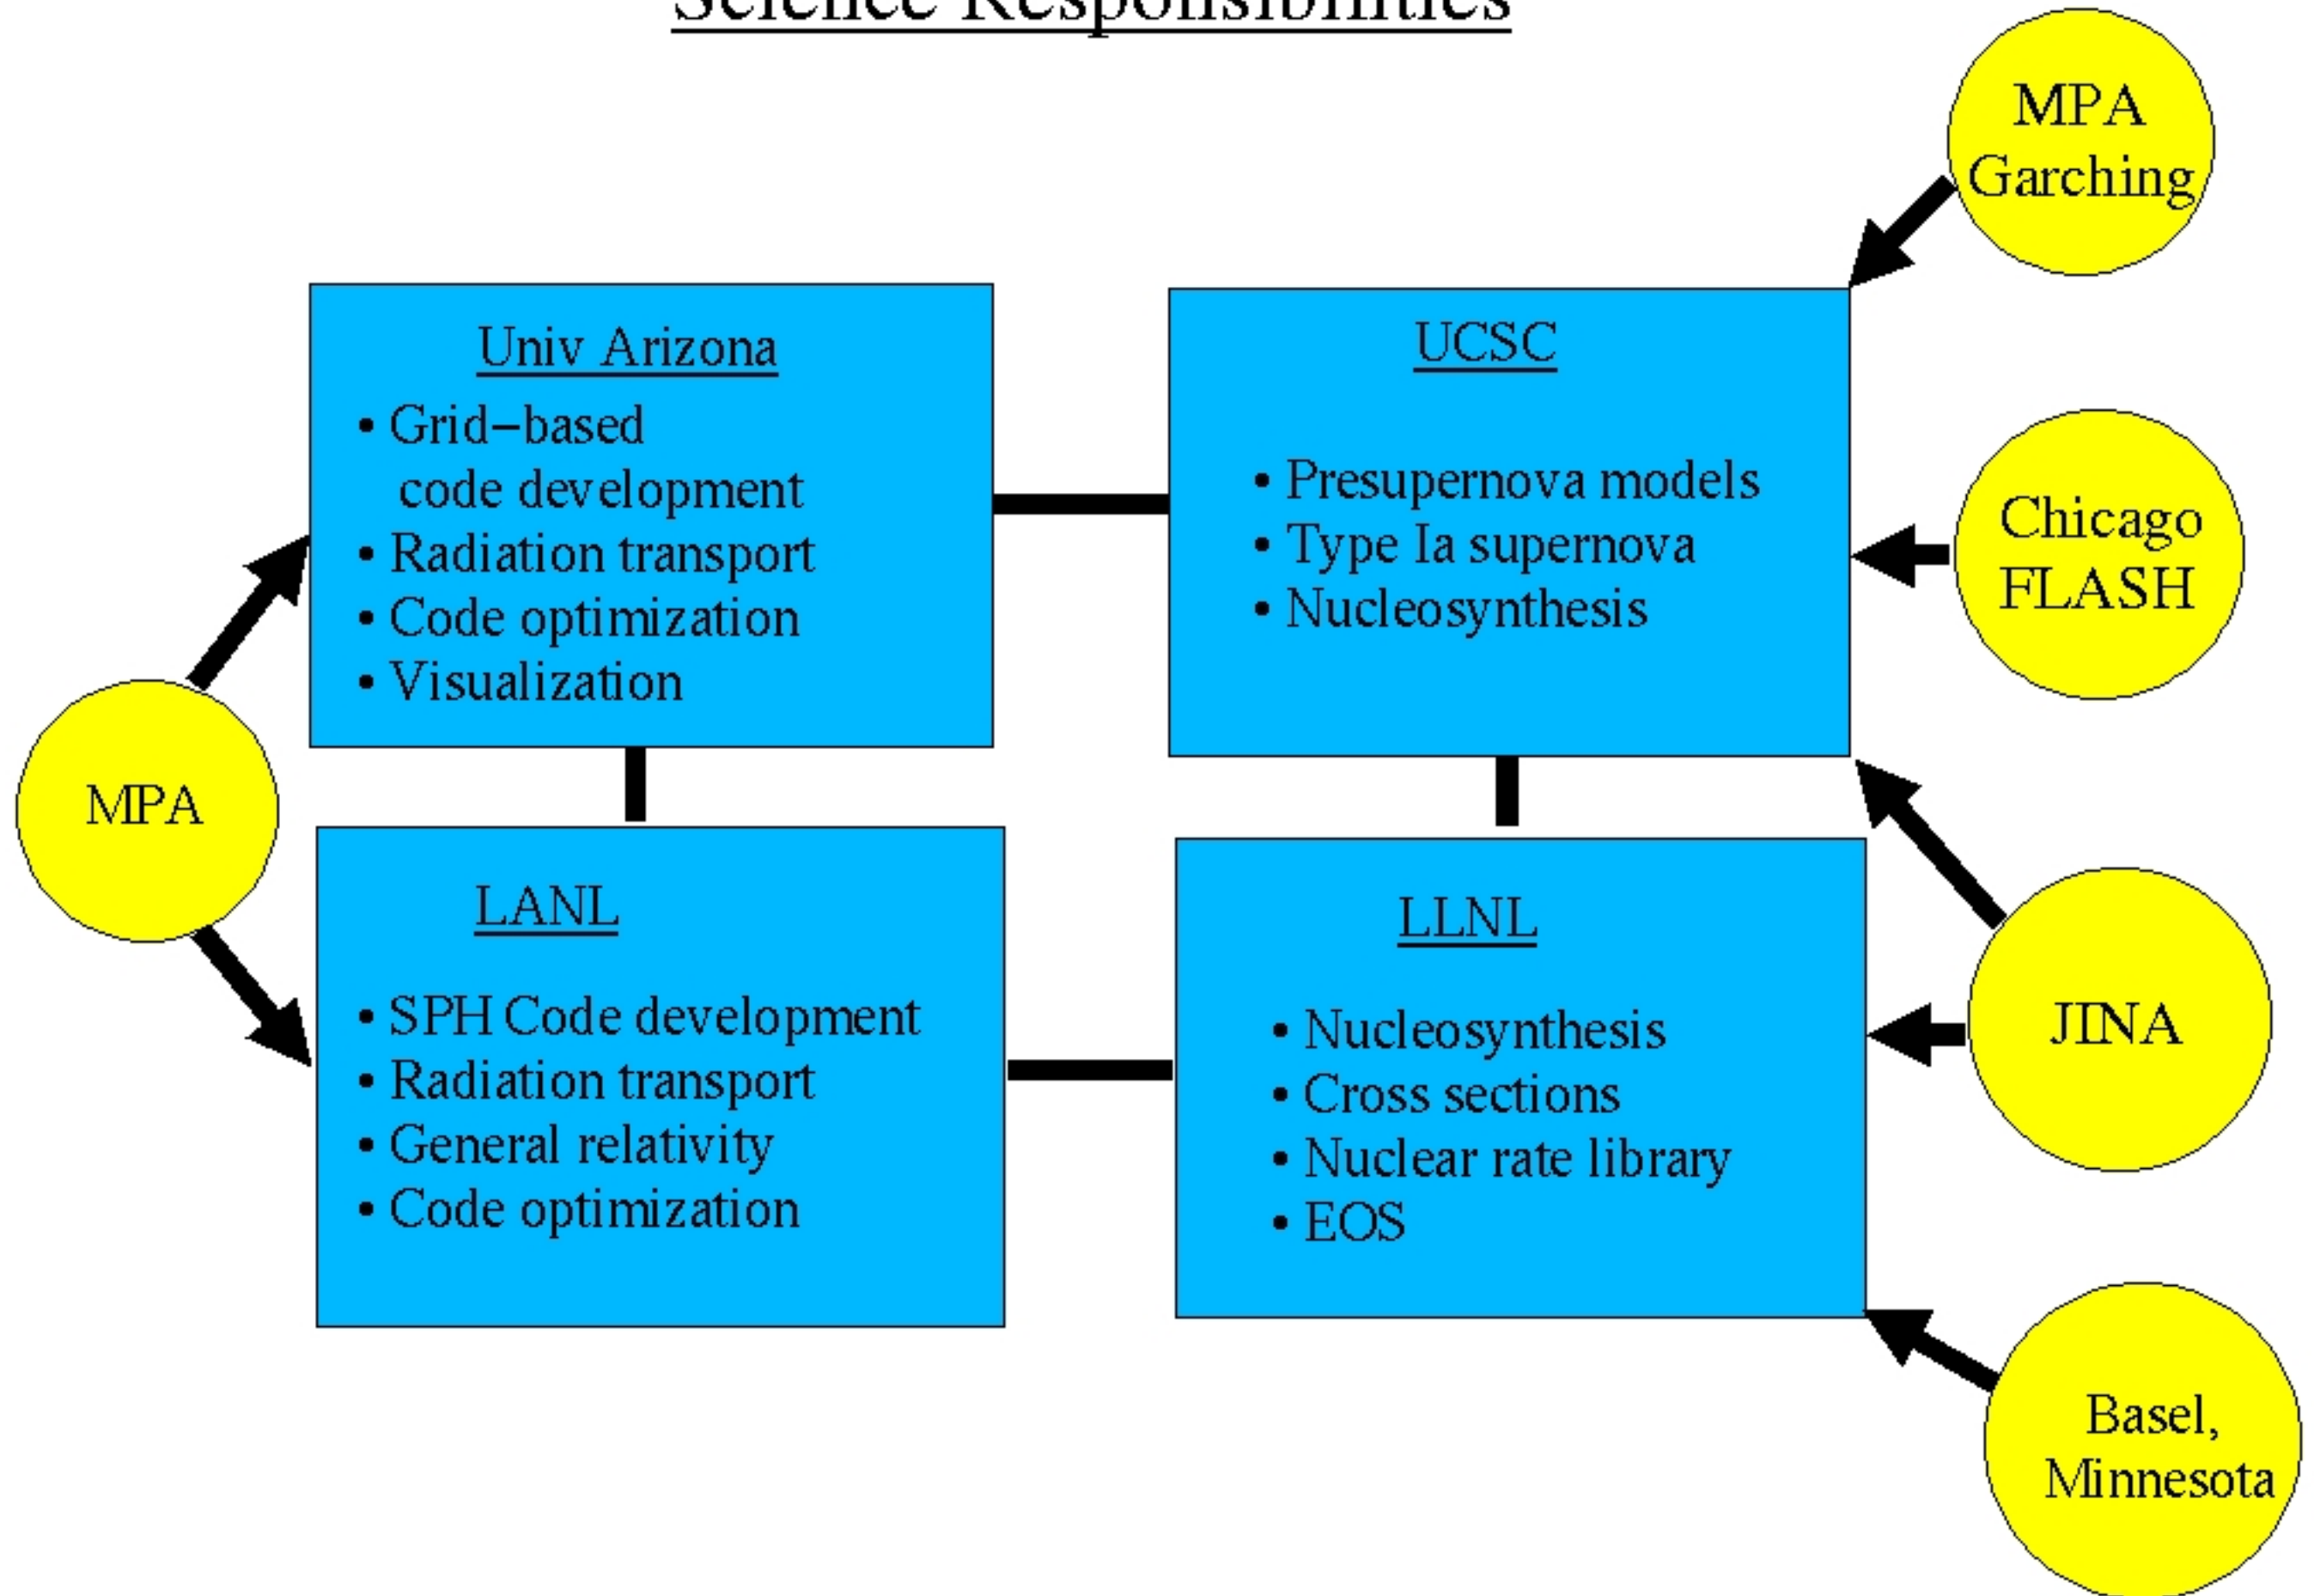 Science Responsibilities
MPA
Garching
Univ Arizona
• Grid–based
code development
• Radiation transport
• Code optimization
• Visualization
UCSC
• Presupernova models
• Type Ia supernova
• Nucleosynthesis
Chicago
FLASH
MPA
LANL
• SPH Code development
• Radiation transport
• General relativity
• Code optimization
LLNL
• Nucleosynthesis
• Cross sections
• Nuclear rate library
• EOS
JINA
Basel,
Minnesota